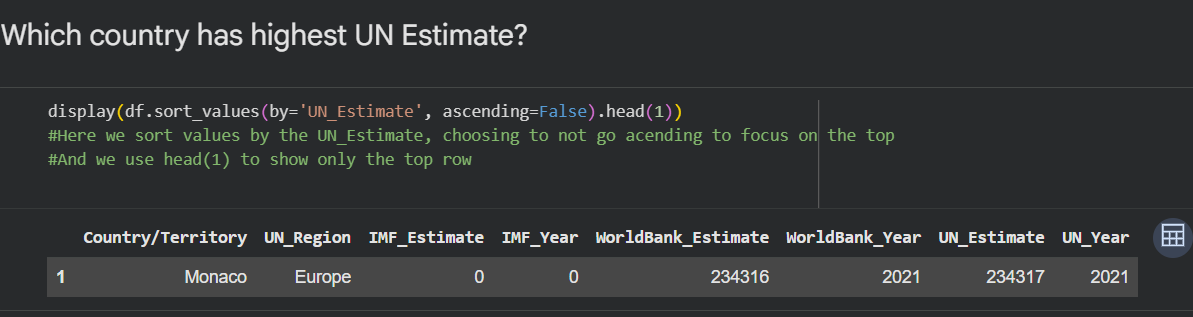 Which country has highest UN Estimate?
display(df.sort_values(by='UN_Estimate', ascending=False).head(1))
#Here we sort values by the UN_Estimate, choosing to not go acending to focus on the top
#And we use head(1) to show only the top row
Country/Territory UN_Region IMF_Estimate IMF_Year WorldBank_Estimate WorldBank_Year UN_Estimate UN_Year
1 Monaco Europe 0 0 234316 2021 234317 2021